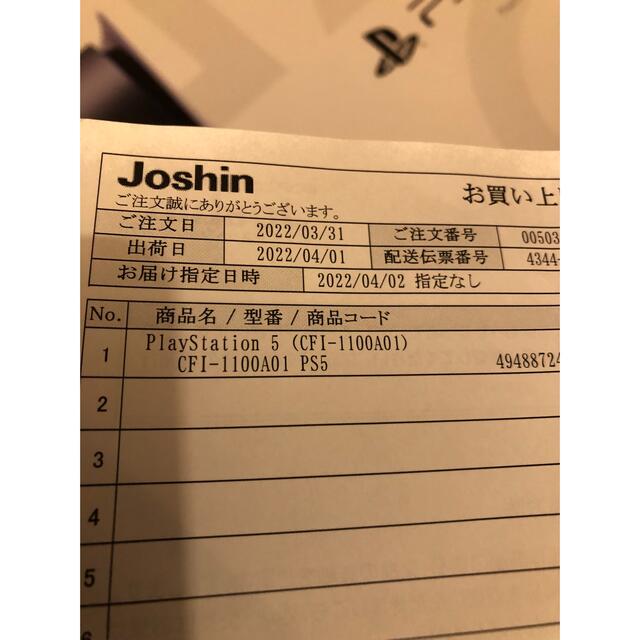 Joshin
お買い上
ご注文誠にありがとうございます。
ご注文日 2022/03/31 ご注文番号 00503
出荷日 2022/04/01 配送伝票番号 4344-
お届け指定日時 2022/04/02 指定なし
No. 商品名 / 型番 / 商品コード
1 PlayStation 5 (CFI-1100A01)
CFI-1100A01 PS5 49488724
2
3
4
5
6